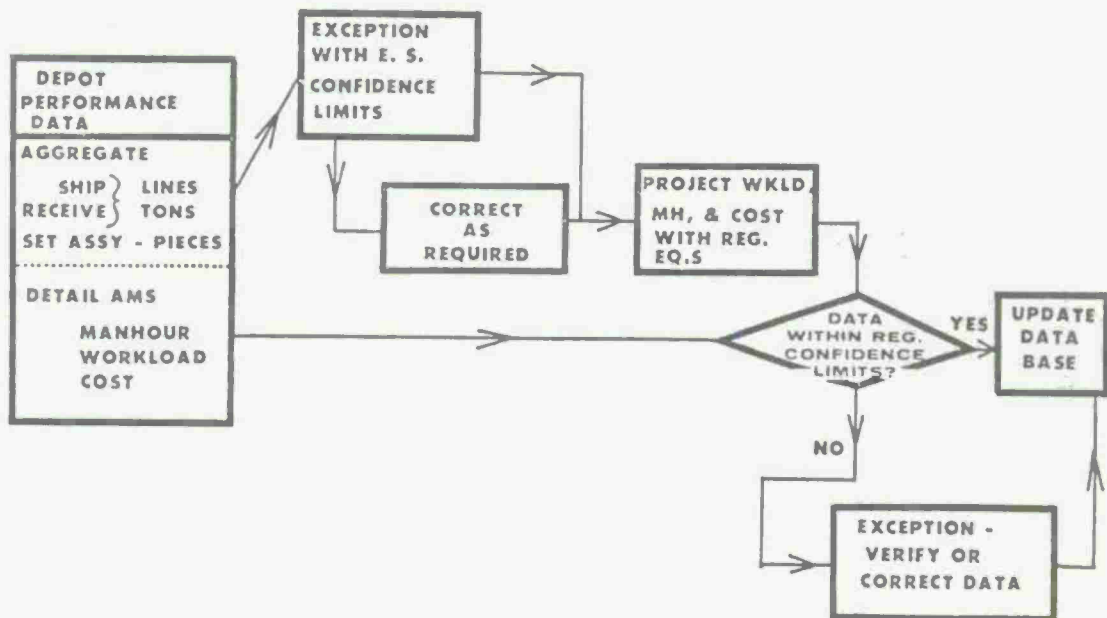 DEPOT
PERFORMANCE
DATA
AGGREGATE
SHIP } LINES
RECEIVE } TONS
SET ASSY - PIECES
DETAIL AMS
MANHOUR
WORKLOAD
COST
EXCEPTION
WITH E. S.
CONFIDENCE
LIMITS
CORRECT
AS
REQUIRED
PROJECT WKLD,
MH, & COST
WITH REG.
EQ.S
DATA
WITHIN REG.
CONFIDENCE
LIMITS?
YES
UPDATE
DATA
BASE
NO
EXCEPTION -
VERIFY OR
CORRECT DATA